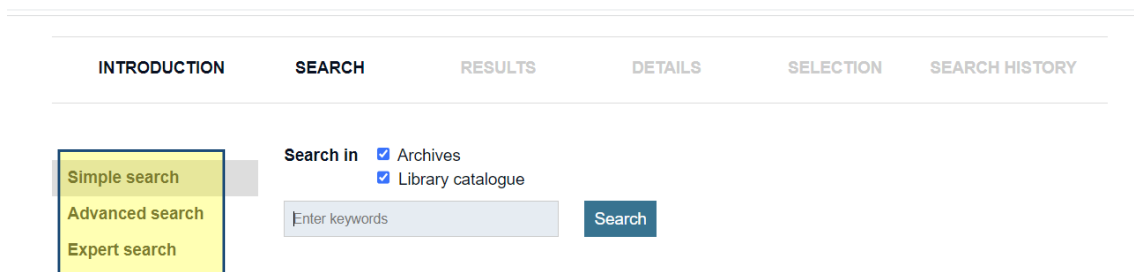 INTRODUCTION SEARCH RESULTS DETAILS SELECTION SEARCH HISTORY
Search in Archives
Library catalogue
Simple search
Advanced search
Expert search
Enter keywords Search